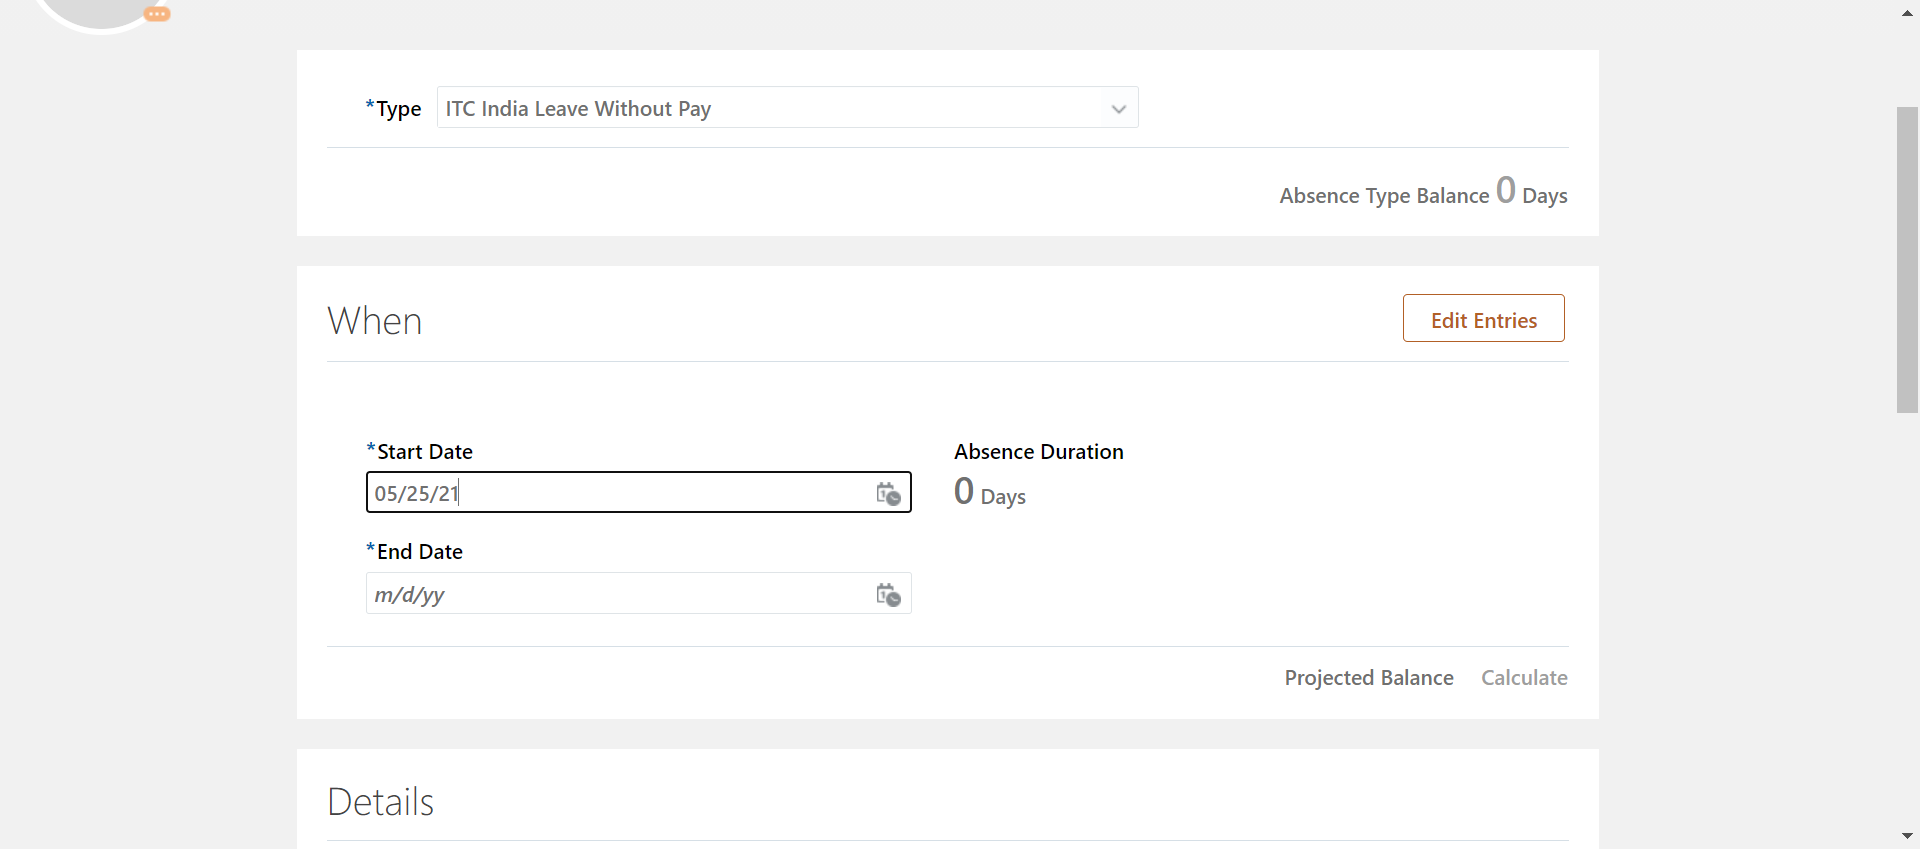 *Type ITC India Leave Without Pay
Absence Type Balance 0 Days
When Edit Entries
*Start Date Absence Duration
05/25/21 0 Days
*End Date
m/d/yy
Projected Balance Calculate
Details